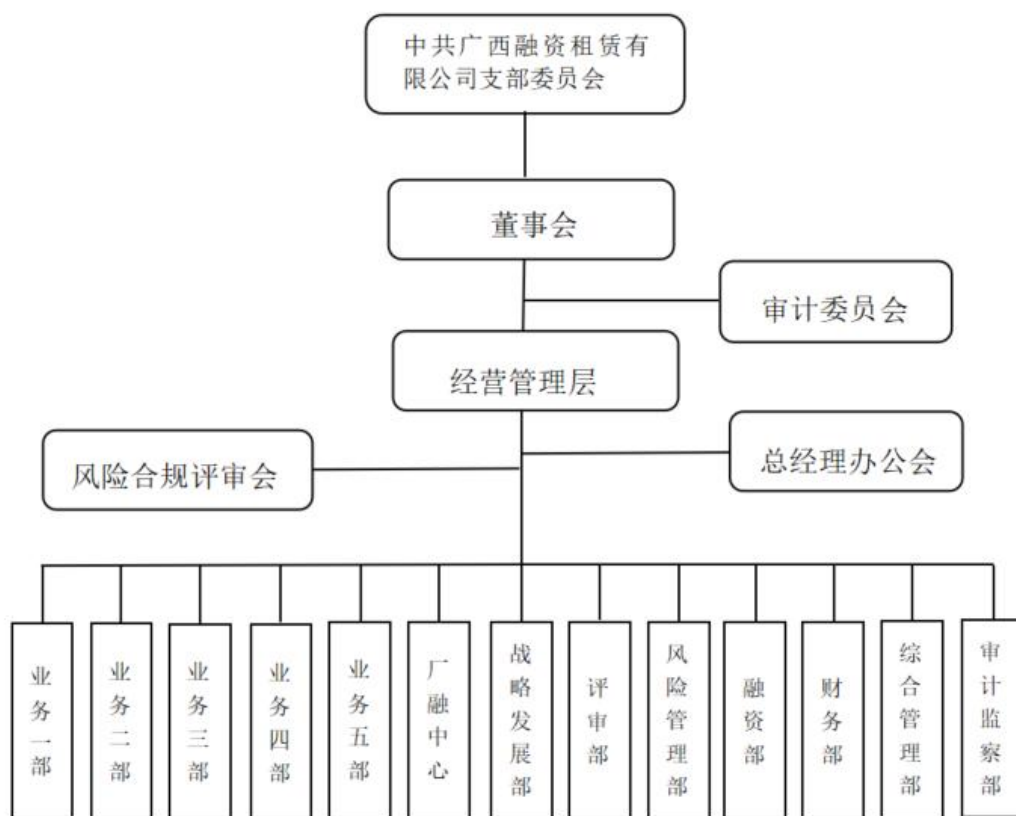 中共广西融资租赁有
限公司支部委员会
董事会
审计委员会
经营管理层
风险合规评审会
总经理办公会
业务一部
业务二部
业务三部
业务四部
业务五部
厂融中心
战略发展部
评审部
风险管理部
融资部
财务部
综合管理部
审计监察部